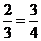 2/3 = 3/4